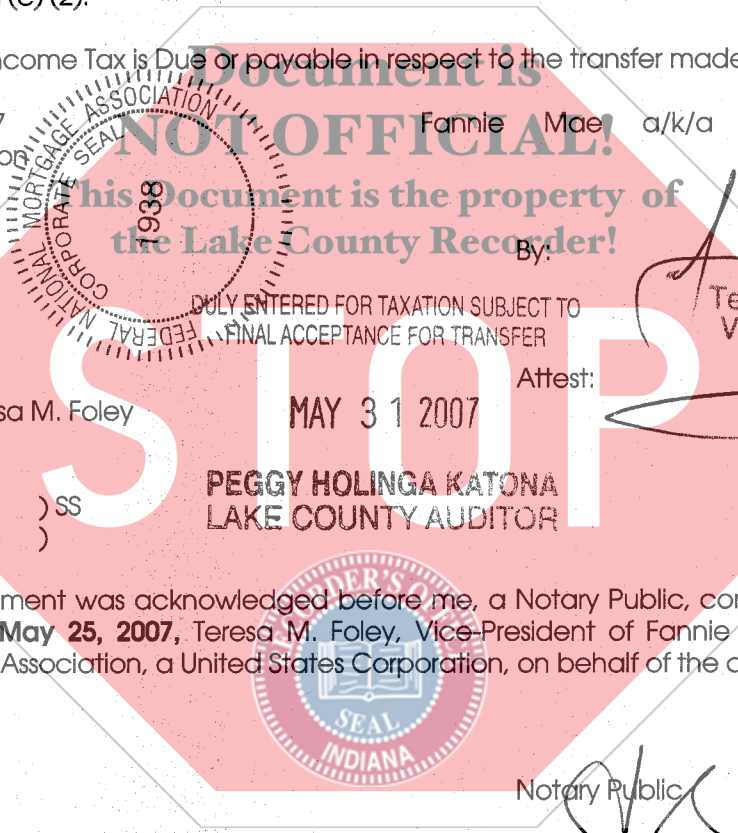 (C)(2).
ncome Tax is Due or payable in respect to the transfer made
Document is
NOT OFFICIAL!
This Document is the property of
the Lake County Recorder!
FEDERAL NATIONAL MORTGAGE ASSOCIATION
CORPORATE SEAL
1938
7
on
Fannie Mae a/k/a
By:
Te
V
DULY ENTERED FOR TAXATION SUBJECT TO
FINAL ACCEPTANCE FOR TRANSFER
Attest:
sa M. Foley
MAY 31 2007
STOP
) SS
)
PEGGY HOLINGA KATONA
LAKE COUNTY AUDITOR
ment was acknowledged before me, a Notary Public, co
May 25, 2007, Teresa M. Foley, Vice-President of Fannie
Association, a United States Corporation, on behalf of the
SEAL
INDIANA
Notary Public